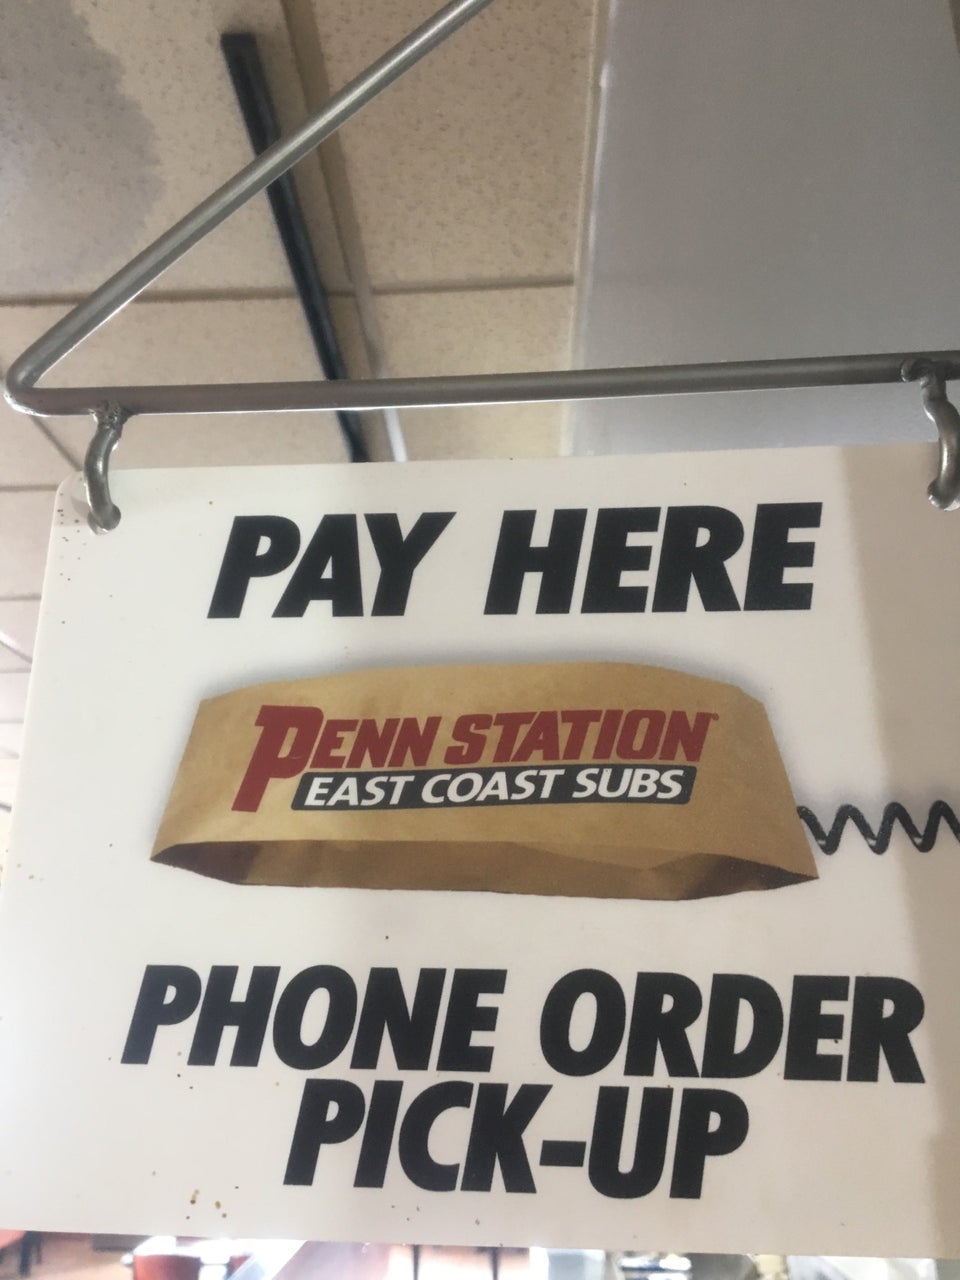 PAY HERE
PENN STATION
EAST COAST SUBS
PHONE ORDER
PICK-UP